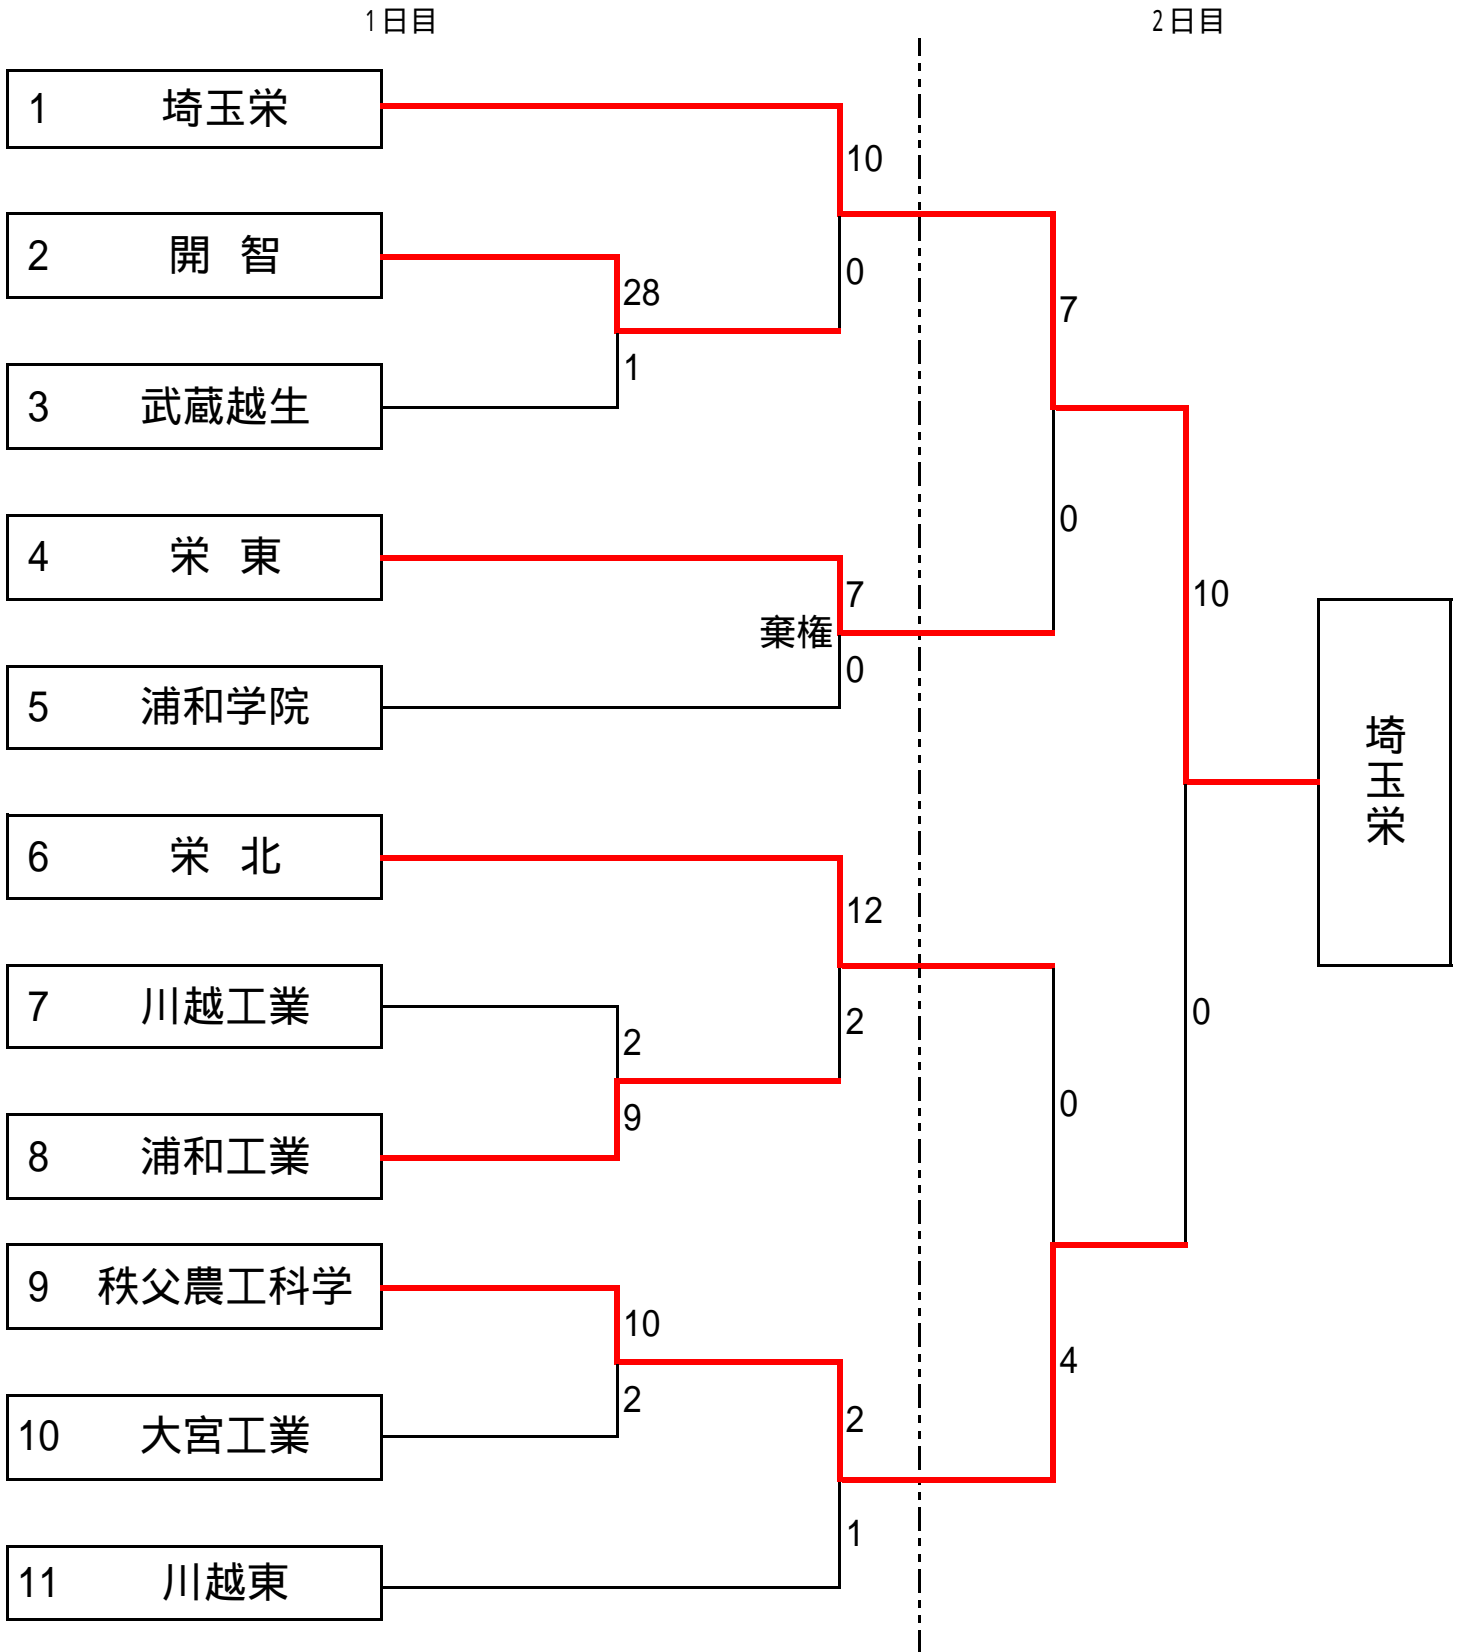 1日目
2日目
1 埼玉栄
10
2 開 智
0
28
7
1
3 武蔵越生
0
4 栄 東
7
10
棄権
0
5 浦和学院
埼玉栄
6 栄 北
12
7 川越工業
2
0
2
9
0
8 浦和工業
9 秩父農工科学
10
4
2
2
10 大宮工業
1
11 川越東